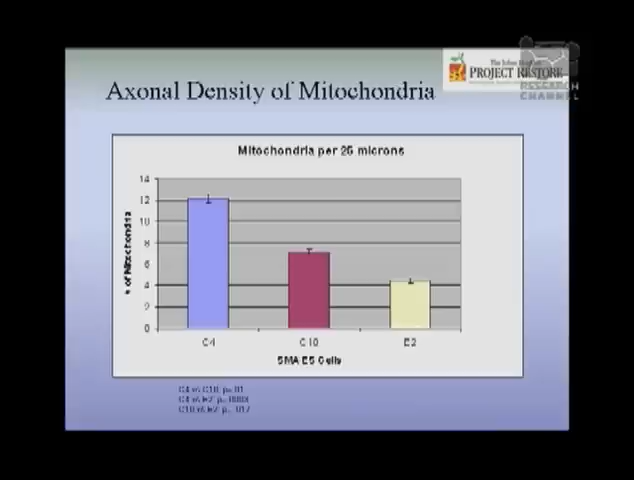 PROJECT RESTORE
RESEARCH
CHANNEL
Axonal Density of Mitochondria
Mitochondria per 25 microns
14
12
10
8
6
4
2
0
of Mitochondria
C4 C10 E2
SMA ES Cells